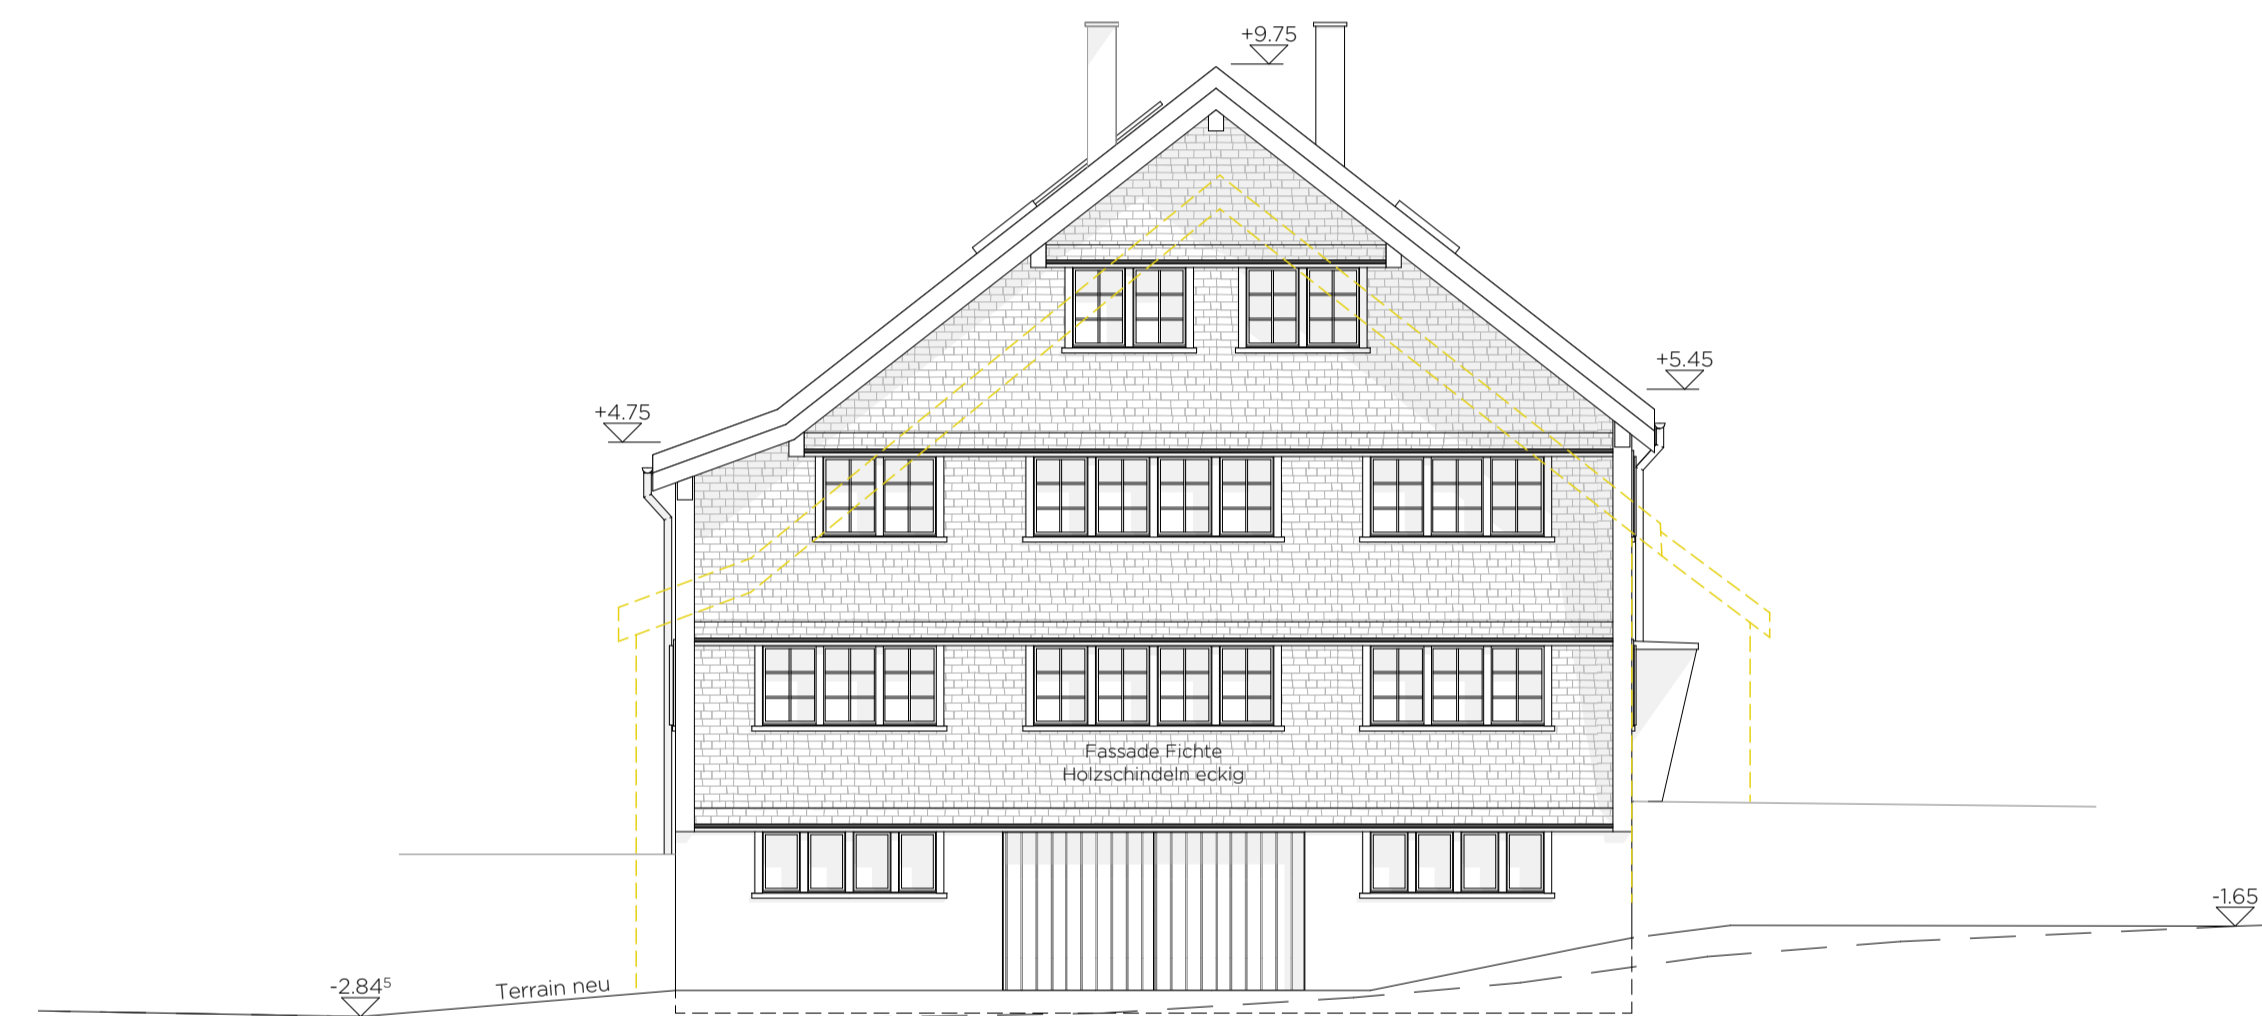 +9.75
+5.45
+4.75
Fassade Fichte
Holzschindeln eckig
-1.65
Terrain neu
-2.84⁵